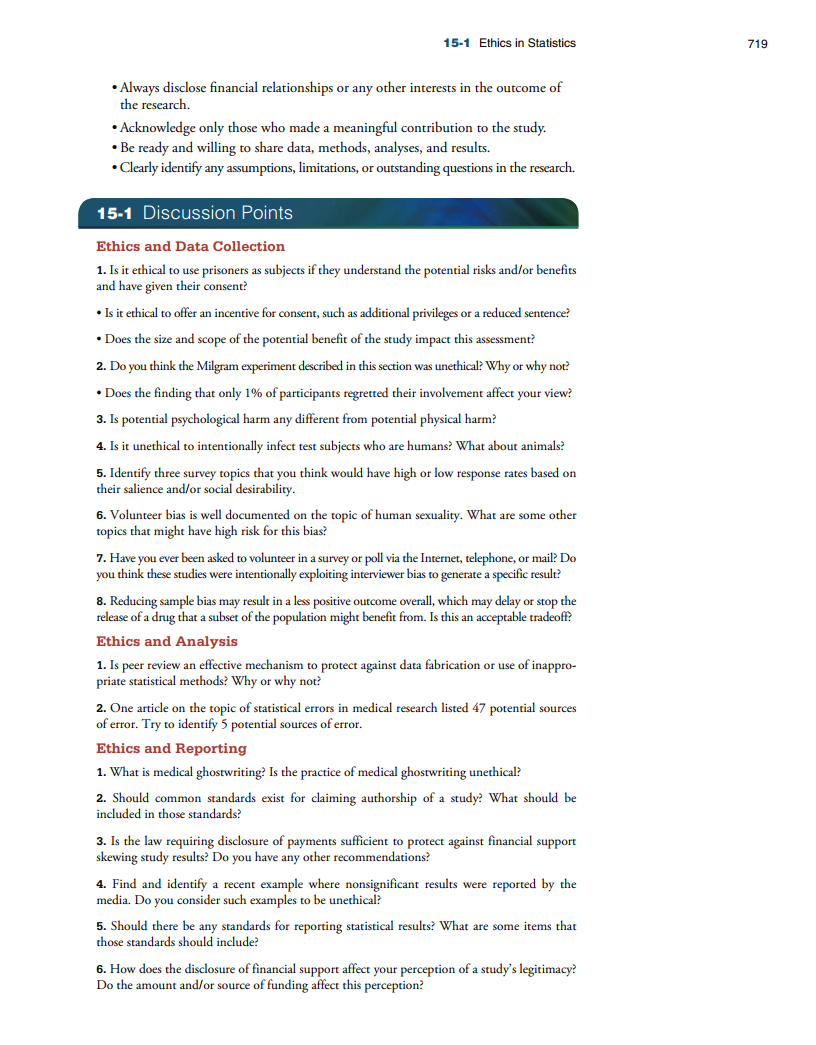 15-1 Ethics in Statistics 719
• Always disclose financial relationships or any other interests in the outcome of
the research.
• Acknowledge only those who made a meaningful contribution to the study.
• Be ready and willing to share data, methods, analyses, and results.
• Clearly identify any assumptions, limitations, or outstanding questions in the research.
15-1 Discussion Points
Ethics and Data Collection
1. Is it ethical to use prisoners as subjects if they understand the potential risks and/or benefits
and have given their consent?
• Is it ethical to offer an incentive for consent, such as additional privileges or a reduced sentence?
• Does the size and scope of the potential benefit of the study impact this assessment?
2. Do you think the Milgram experiment described in this section was unethical? Why or why not?
• Does the finding that only 1% of participants regretted their involvement affect your view?
3. Is potential psychological harm any different from potential physical harm?
4. Is it unethical to intentionally infect test subjects who are humans? What about animals?
5. Identify three survey topics that you think would have high or low response rates based on
their salience and/or social desirability.
6. Volunteer bias is well documented on the topic of human sexuality. What are some other
topics that might have high risk for this bias?
7. Have you ever been asked to volunteer in a survey or poll via the Internet, telephone, or mail? Do
you think these studies were intentionally exploiting interviewer bias to generate a specific result?
8. Reducing sample bias may result in a less positive outcome overall, which may delay or stop the
release of a drug that a subset of the population might benefit from. Is this an acceptable tradeoff?
Ethics and Analysis
1. Is peer review an effective mechanism to protect against data fabrication or use of inappro-
priate statistical methods? Why or why not?
2. One article on the topic of statistical errors in medical research listed 47 potential sources
of error. Try to identify 5 potential sources of error.
Ethics and Reporting
1. What is medical ghostwriting? Is the practice of medical ghostwriting unethical?
2. Should common standards exist for claiming authorship of a study? What should be
included in those standards?
3. Is the law requiring disclosure of payments sufficient to protect against financial support
skewing study results? Do you have any other recommendations?
4. Find and identify a recent example where nonsignificant results were reported by the
media. Do you consider such examples to be unethical?
5. Should there be any standards for reporting statistical results? What are some items that
those standards should include?
6. How does the disclosure of financial support affect your perception of a study's legitimacy?
Do the amount and/or source of funding affect this perception?